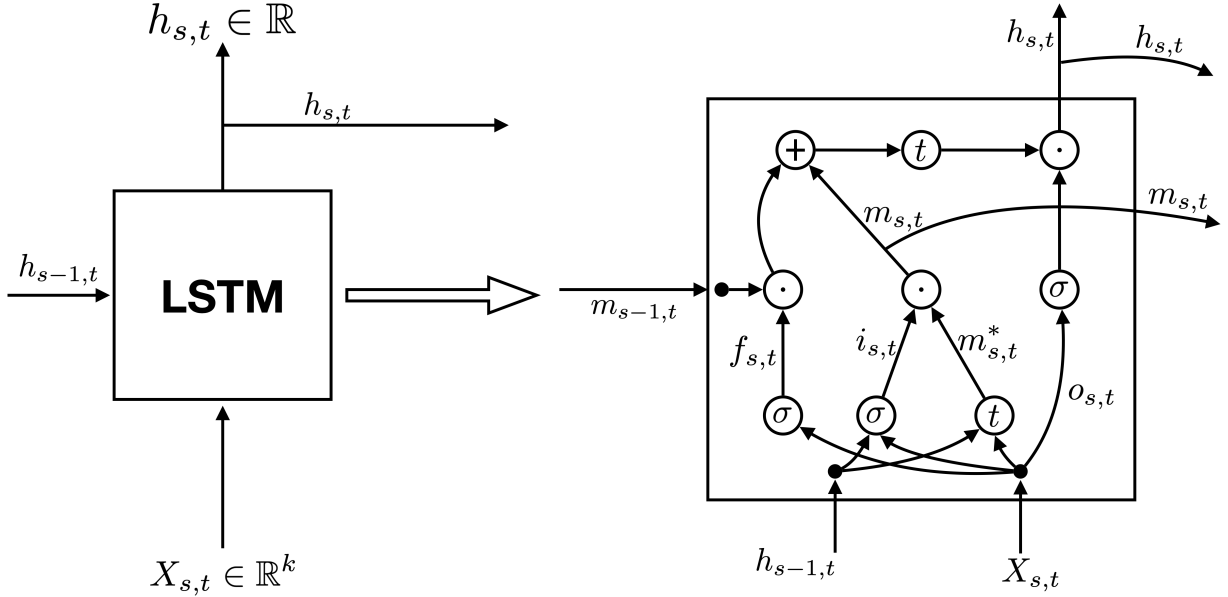 h_{s,t} ∈ ℝ
h_{s,t}
h_{s-1,t}
LSTM
X_{s,t} ∈ ℝ^k
h_{s,t}
h_{s,t}
+
t
·
m_{s,t}
m_{s,t}
m_{s-1,t}
·
·
σ
f_{s,t}
i_{s,t}
m^*_{s,t}
o_{s,t}
σ
σ
t
h_{s-1,t}
X_{s,t}